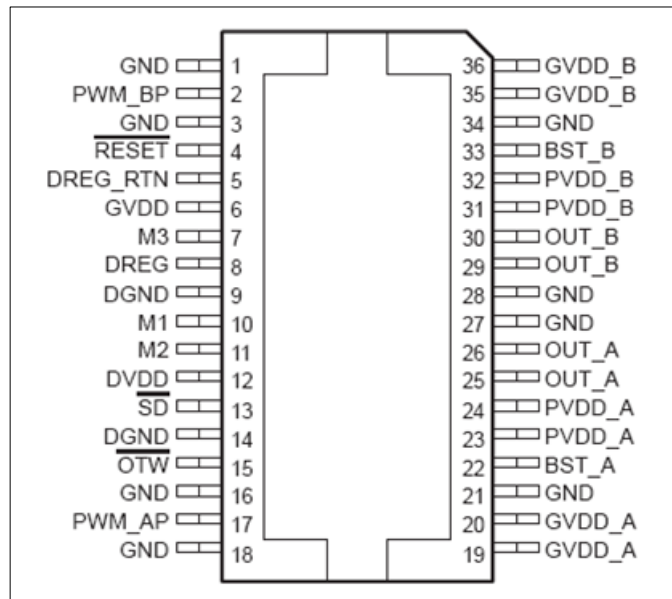 GND 1 36 GVDD_B
PWM_BP 2 35 GVDD_B
GND 3 34 GND
RESET 4 33 BST_B
DREG_RTN 5 32 PVDD_B
GVDD 6 31 PVDD_B
M3 7 30 OUT_B
DREG 8 29 OUT_B
DGND 9 28 GND
M1 10 27 GND
M2 11 26 OUT_A
DVDD 12 25 OUT_A
SD 13 24 PVDD_A
DGND 14 23 PVDD_A
OTW 15 22 BST_A
GND 16 21 GND
PWM_AP 17 20 GVDD_A
GND 18 19 GVDD_A